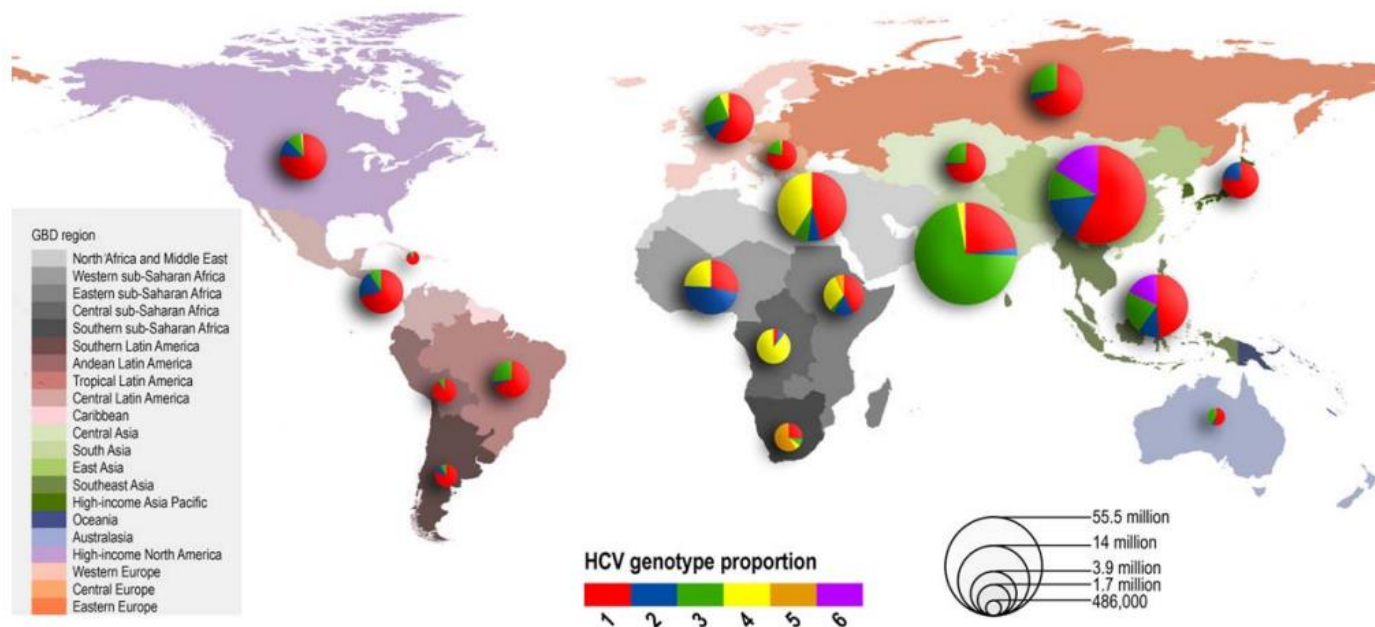 GBD region
North Africa and Middle East
Western sub-Saharan Africa
Eastern sub-Saharan Africa
Central sub-Saharan Africa
Southern sub-Saharan Africa
Southern Latin America
Andean Latin America
Tropical Latin America
Central Latin America
Caribbean
Central Asia
South Asia
East Asia
Southeast Asia
High-income Asia Pacific
Oceania
Australasia
High-income North America
Western Europe
Central Europe
Eastern Europe
HCV genotype proportion
1 2 3 4 5 6
55.5 million
14 million
3.9 million
1.7 million
486,000